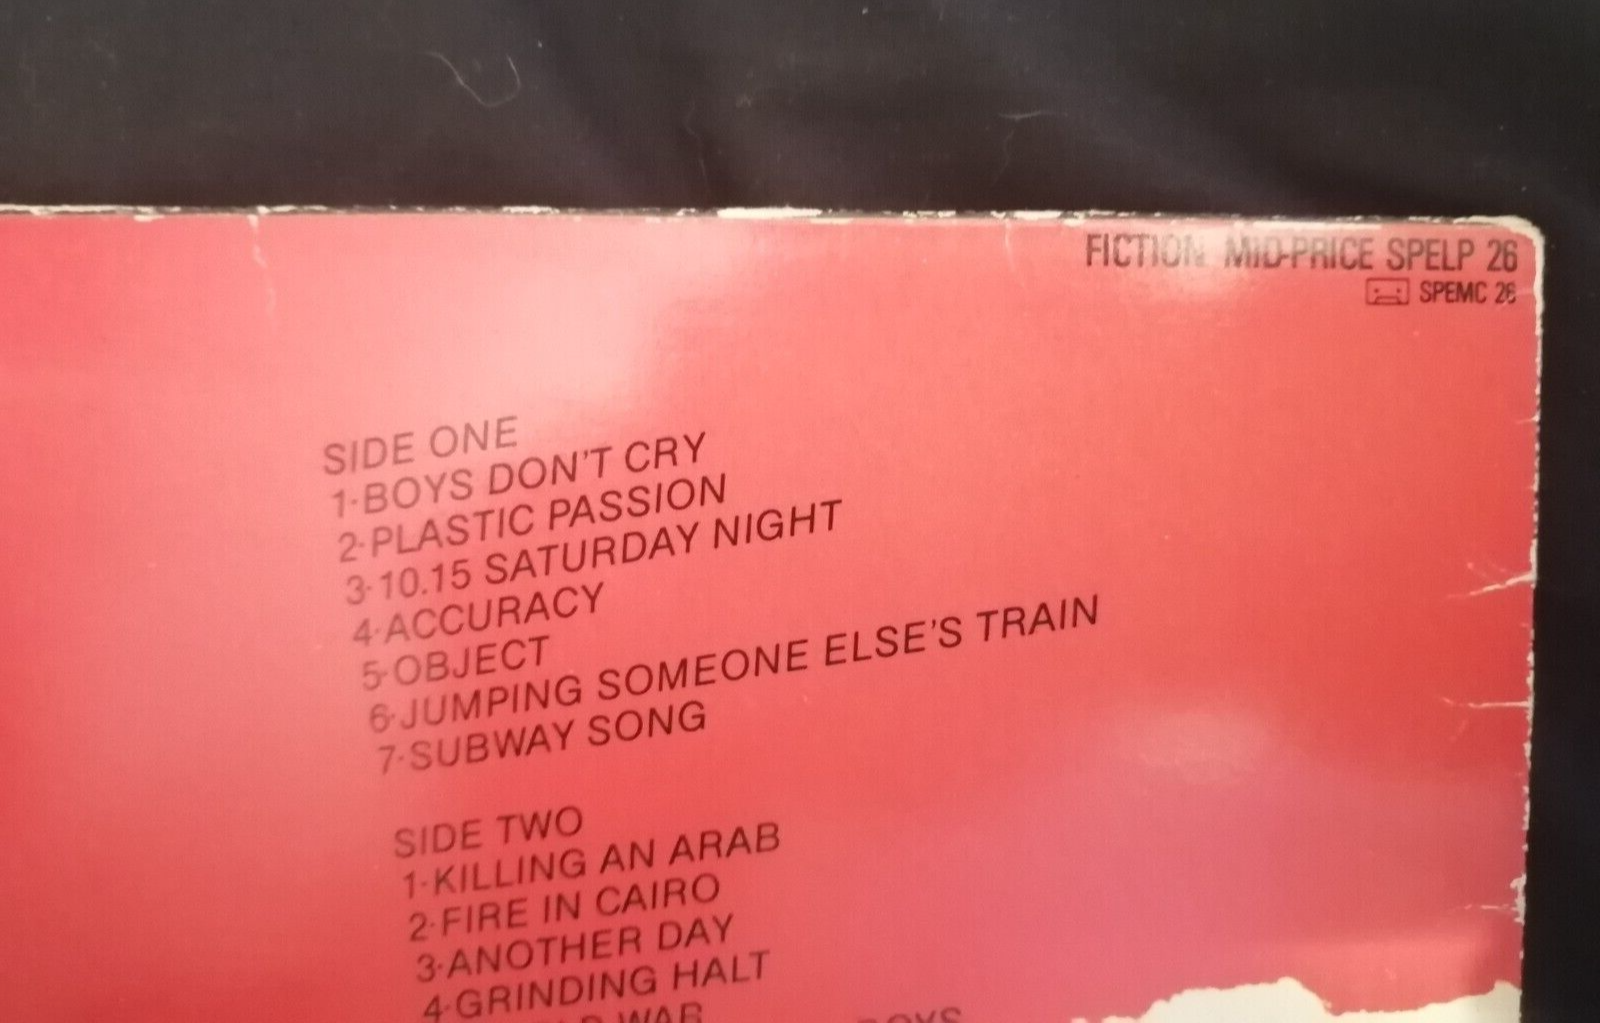 FICTION MID-PRICE SPELP 26
SPEMC 26
SIDE ONE
1·BOYS DON'T CRY
2·PLASTIC PASSION
3·10.15 SATURDAY NIGHT
4·ACCURACY
5·OBJECT
6·JUMPING SOMEONE ELSE'S TRAIN
7·SUBWAY SONG
SIDE TWO
1·KILLING AN ARAB
2·FIRE IN CAIRO
3·ANOTHER DAY
4·GRINDING HALT
WAR
BOYS